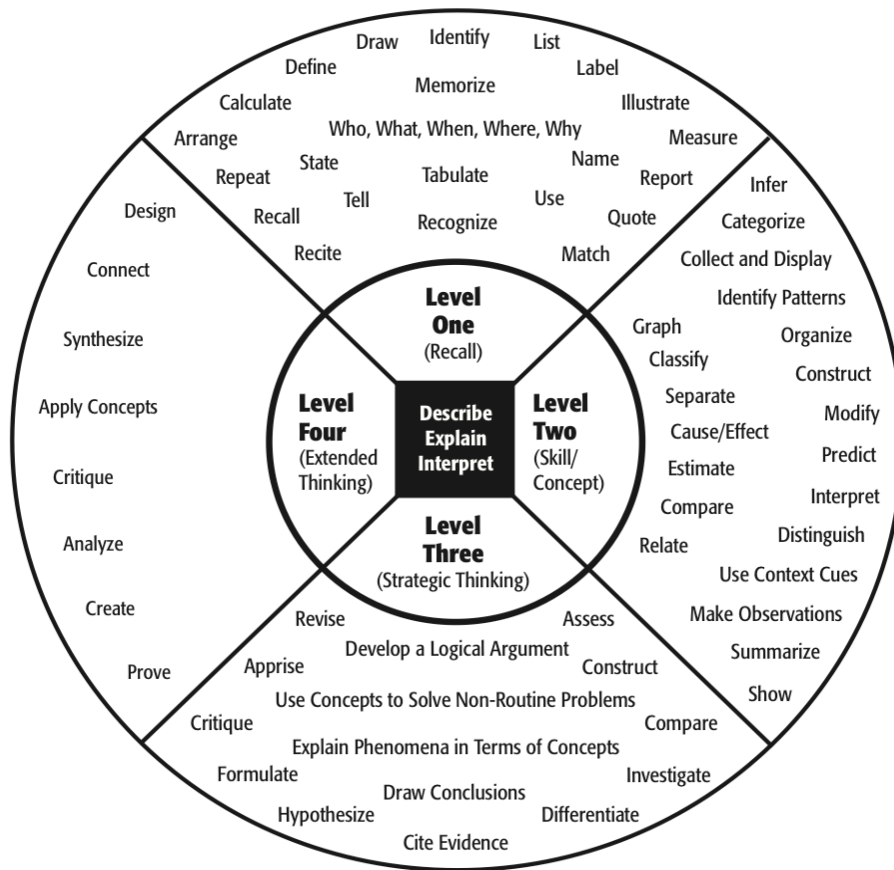 Draw
Identify
List
Define
Label
Memorize
Calculate
Illustrate
Who, What, When, Where, Why
Arrange
Measure
State
Name
Repeat
Tabulate
Report
Tell
Use
Recall
Recognize
Quote
Recite
Match
Level
One
(Recall)
Infer
Categorize
Collect and Display
Identify Patterns
Graph
Organize
Classify
Construct
Separate
Modify
Cause/Effect
Predict
Estimate
Interpret
Compare
Distinguish
Relate
Use Context Cues
Make Observations
Summarize
Show
Level
Two
(Skill/
Concept)
Describe
Explain
Interpret
Level
Four
(Extended
Thinking)
Design
Connect
Synthesize
Apply Concepts
Critique
Analyze
Create
Prove
Level
Three
(Strategic Thinking)
Revise
Assess
Develop a Logical Argument
Apprise
Construct
Use Concepts to Solve Non-Routine Problems
Critique
Compare
Explain Phenomena in Terms of Concepts
Formulate
Investigate
Draw Conclusions
Hypothesize
Differentiate
Cite Evidence